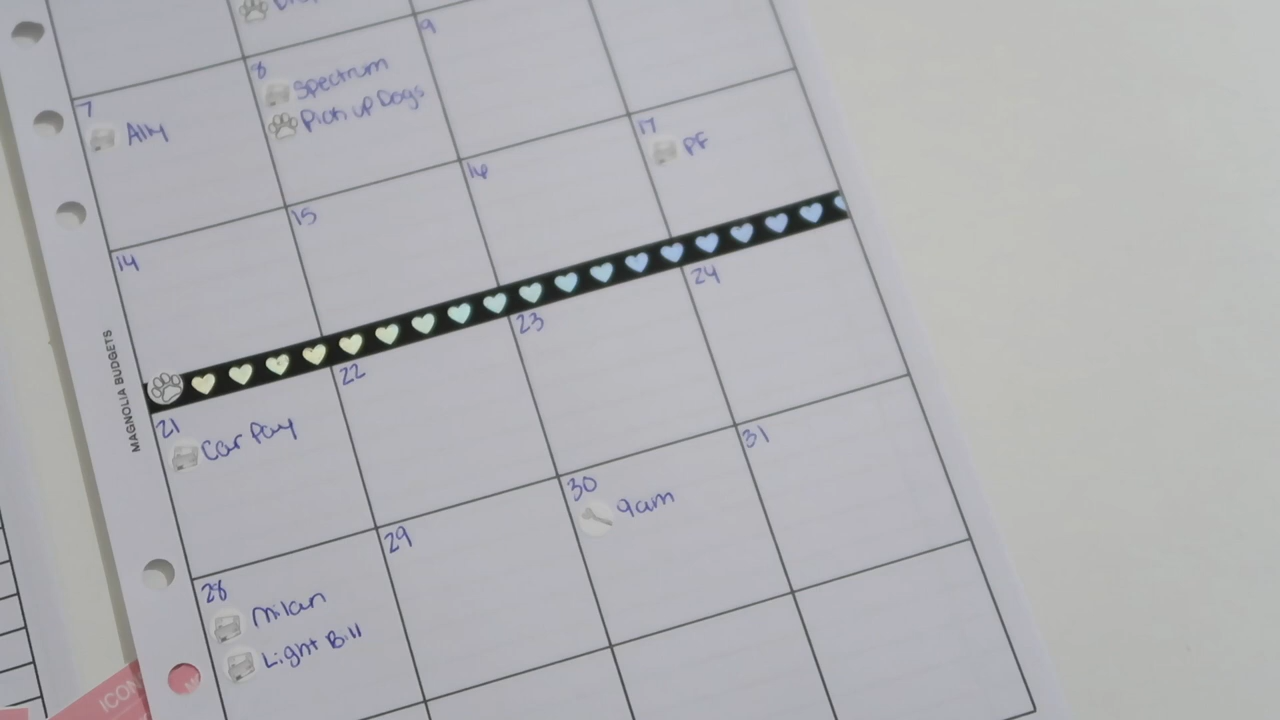 9
8
Spectrum
Pick up Dogs
7
Ally
17
PF
16
15
14
24
23
22
21
Car Pay
31
30
9am
29
28
Milan
Light Bill
MAGNOLIA BUDGETS
ICON